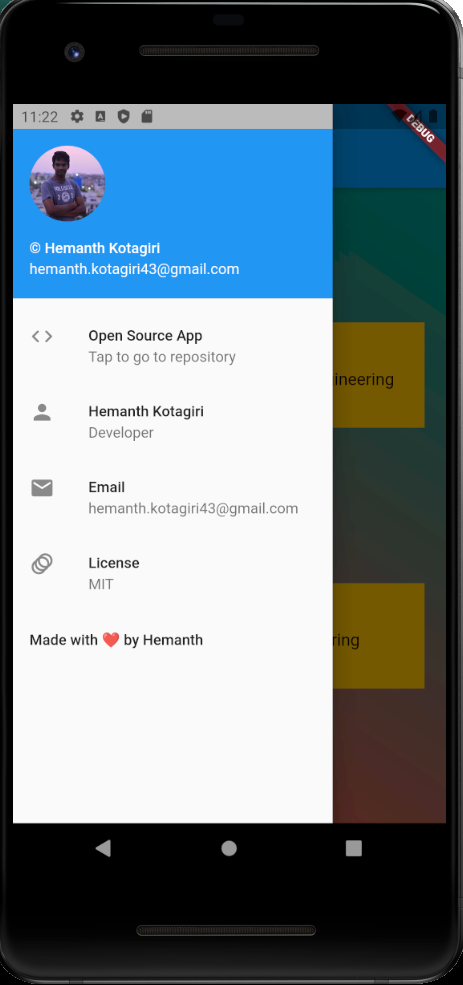 11:22
DEBUG
© Hemanth Kotagiri
hemanth.kotagiri43@gmail.com
Open Source App
Tap to go to repository
ineering
Hemanth Kotagiri
Developer
Email
hemanth.kotagiri43@gmail.com
License
MIT
Made with ❤️ by Hemanth
ring